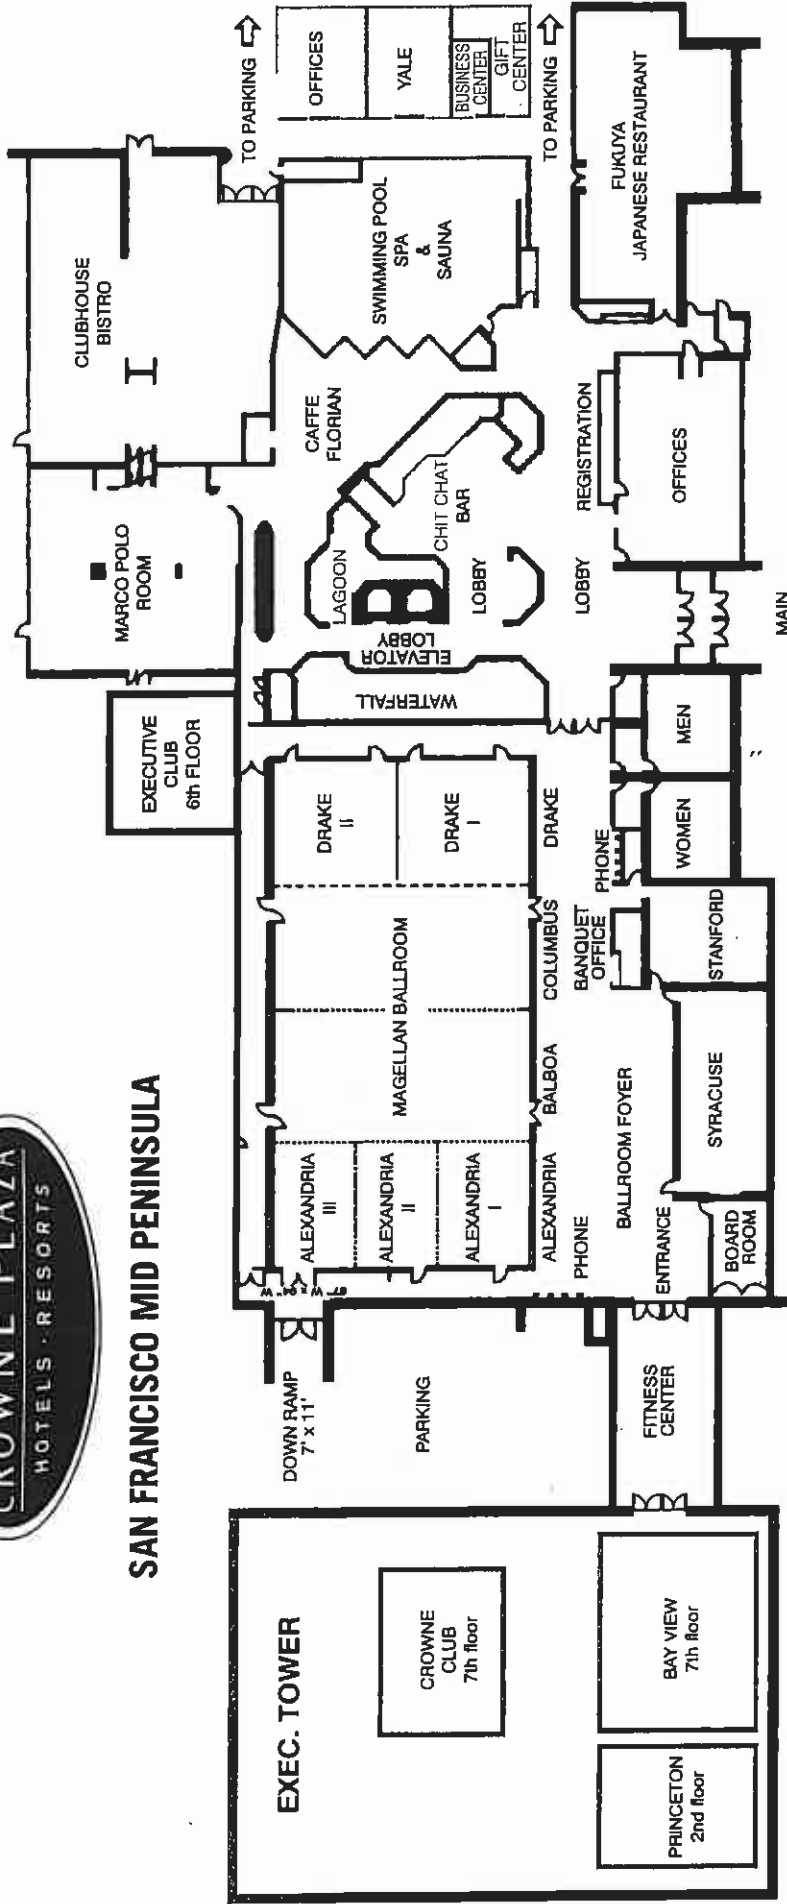 CROWNE PLAZA
HOTELS · RESORTS
SAN FRANCISCO MID PENINSULA
EXEC. TOWER
CROWNE
CLUB
7th floor
PRINCETON
2nd floor
BAY VIEW
7th floor
DOWN RAMP
7' x 11'
PARKING
FITNESS
CENTER
ENTRANCE
BOARD
ROOM
ALEXANDRIA
III
ALEXANDRIA
II
ALEXANDRIA
I
ALEXANDRIA
PHONE
BALLROOM FOYER
SYRACUSE
MAGELLAN BALLROOM
BALBOA
COLUMBUS
BANQUET
OFFICE
STANFORD
PHONE
DRAKE
II
DRAKE
I
DRAKE
WOMEN
MEN
EXECUTIVE
CLUB
6th FLOOR
MARCO POLO
ROOM
WATERFALL
ELEVATOR
LOBBY
LAGOON
LOBBY
LOBBY
MAIN
CHIT CHAT
BAR
CAFFE
FLORIAN
REGISTRATION
OFFICES
CLUBHOUSE
BISTRO
SWIMMING POOL
SPA
&
SAUNA
FUKUYA
JAPANESE RESTAURANT
TO PARKING
TO PARKING
OFFICES
YALE
BUSINESS
CENTER
GIFT
CENTER